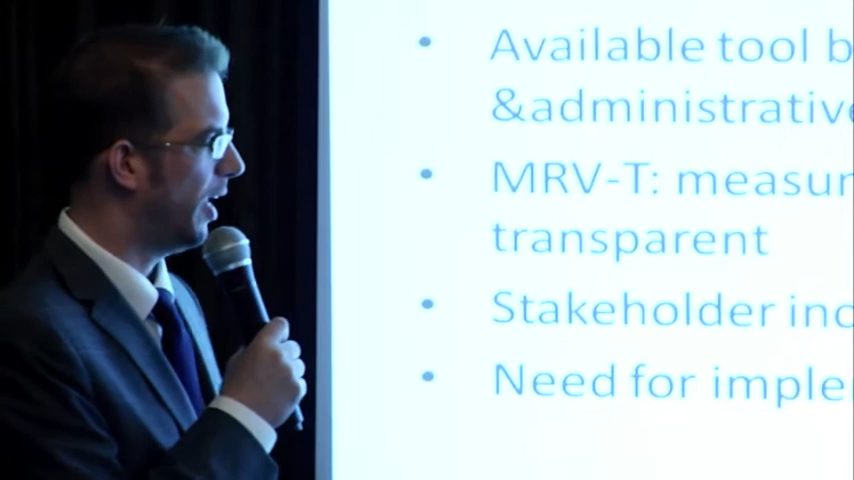 • Available tool b
&administrative
• MRV-T: measur
transparent
• Stakeholder inc
• Need for imple